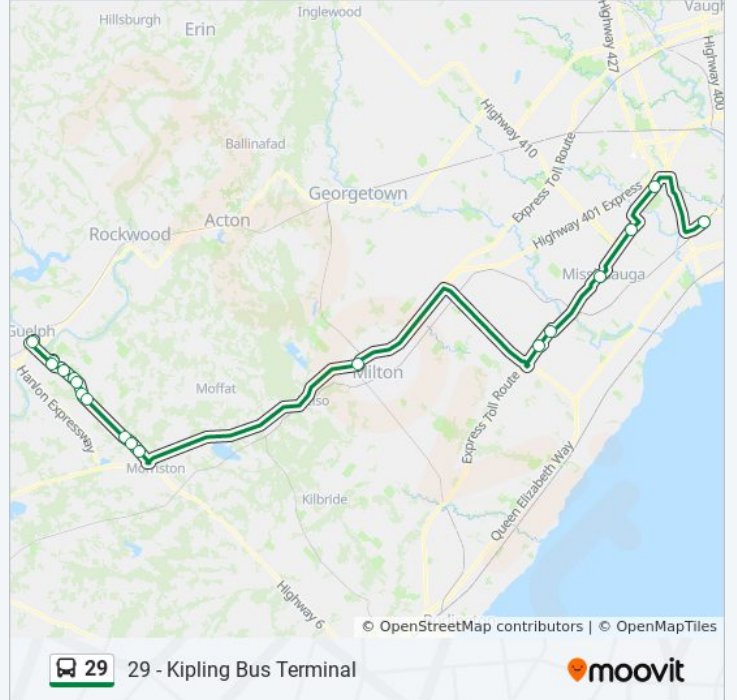 Hillsburgh
Inglewood
Erin
Highway 427
Vaugh
Highway 400
Highway 410
Ballinafad
Express Toll Route
Georgetown
Highway 401 Express
Acton
Rockwood
Mississauga
Guelph
Milton
Moffat
Hanlon Expressway
Express Toll Route
Morriston
Queen Elizabeth Way
Kilbride
Highway 6
© OpenStreetMap contributors | © OpenMapTiles
29 29 - Kipling Bus Terminal
moovit